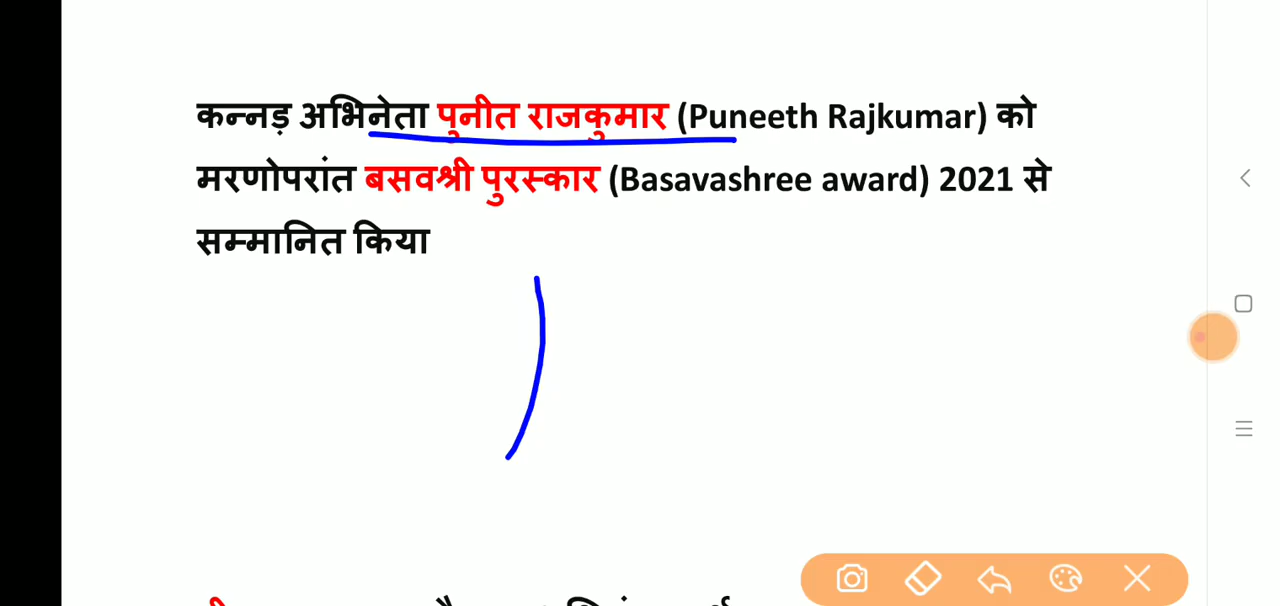 कन्नड़ अभिनेता पुनीत राजकुमार (Puneeth Rajkumar) को
मरणोपरांत बसवश्री पुरस्कार (Basavashree award) 2021 से
सम्मानित किया